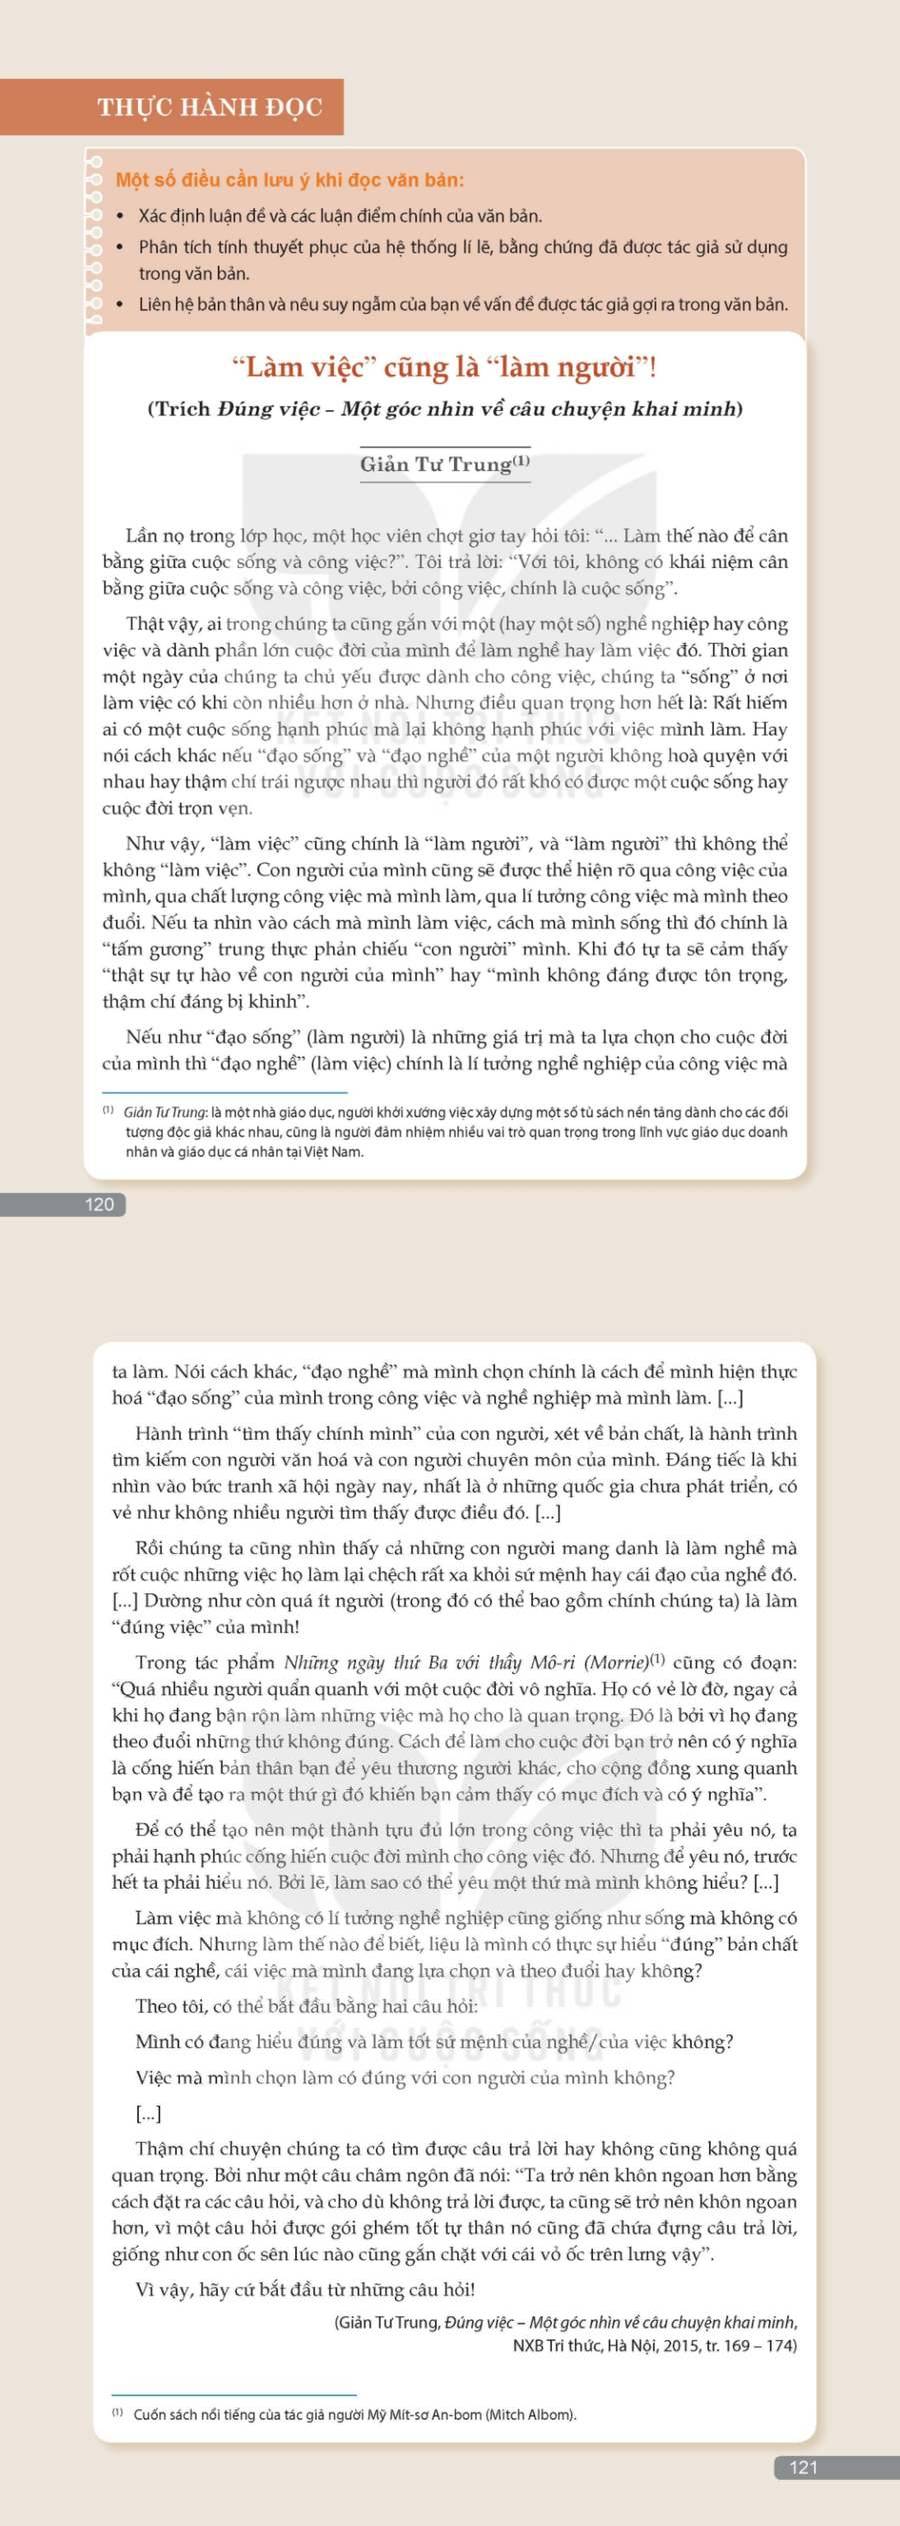 THỰC HÀNH ĐỌC
Một số điều cần lưu ý khi đọc văn bản:
• Xác định luận đề và các luận điểm chính của văn bản.
• Phân tích tính thuyết phục của hệ thống lí lẽ, bằng chứng đã được tác giả sử dụng
trong văn bản.
• Liên hệ bản thân và nêu suy ngẫm của bạn về vấn đề được tác giả gợi ra trong văn bản.
“Làm việc” cũng là “làm người”!
(Trích Đúng việc – Một góc nhìn về câu chuyện khai minh)
Giản Tư Trung(1)
Lần nọ trong lớp học, một học viên chợt giơ tay hỏi tôi: “... Làm thế nào để cân
bằng giữa cuộc sống và công việc?”. Tôi trả lời: “Với tôi, không có khái niệm cân
bằng giữa cuộc sống và công việc, bởi công việc, chính là cuộc sống”.
Thật vậy, ai trong chúng ta cũng gắn với một (hay một số) nghề nghiệp hay công
việc và dành phần lớn cuộc đời của mình để làm nghề hay làm việc đó. Thời gian
một ngày của chúng ta chủ yếu được dành cho công việc, chúng ta “sống” ở nơi
làm việc có khi còn nhiều hơn ở nhà. Nhưng điều quan trọng hơn hết là: Rất hiếm
ai có một cuộc sống hạnh phúc mà lại không hạnh phúc với việc mình làm. Hay
nói cách khác nếu “đạo sống” và “đạo nghề” của một người không hoà quyện với
nhau hay thậm chí trái ngược nhau thì người đó rất khó có được một cuộc sống hay
cuộc đời trọn vẹn.
Như vậy, “làm việc” cũng chính là “làm người”, và “làm người” thì không thể
không “làm việc”. Con người của mình cũng sẽ được thể hiện rõ qua công việc của
mình, qua chất lượng công việc mà mình làm, qua lí tưởng công việc mà mình theo
đuổi. Nếu ta nhìn vào cách mà mình làm việc, cách mà mình sống thì đó chính là
“tấm gương” trung thực phản chiếu “con người” mình. Khi đó tự ta sẽ cảm thấy
“thật sự tự hào về con người của mình” hay “mình không đáng được tôn trọng,
thậm chí đáng bị khinh”.
Nếu như “đạo sống” (làm người) là những giá trị mà ta lựa chọn cho cuộc đời
của mình thì “đạo nghề” (làm việc) chính là lí tưởng nghề nghiệp của công việc mà
(1) Giản Tư Trung: là một nhà giáo dục, người khởi xướng việc xây dựng một số tủ sách nền tảng dành cho các đối
tượng độc giả khác nhau, cũng là người đảm nhiệm nhiều vai trò quan trọng trong lĩnh vực giáo dục doanh
nhân và giáo dục cá nhân tại Việt Nam.
KẾT NỐI TRI THỨC
VỚI CUỘC SỐNG
120
ta làm. Nói cách khác, “đạo nghề” mà mình chọn chính là cách để mình hiện thực
hoá “đạo sống” của mình trong công việc và nghề nghiệp mà mình làm. [...]
Hành trình “tìm thấy chính mình” của con người, xét về bản chất, là hành trình
tìm kiếm con người văn hoá và con người chuyên môn của mình. Đáng tiếc là khi
nhìn vào bức tranh xã hội ngày nay, nhất là ở những quốc gia chưa phát triển, có
vẻ như không nhiều người tìm thấy được điều đó. [...]
Rồi chúng ta cũng nhìn thấy cả những con người mang danh là làm nghề mà
rốt cuộc những việc họ làm lại chệch rất xa khỏi sứ mệnh hay cái đạo của nghề đó.
[...] Dường như còn quá ít người (trong đó có thể bao gồm chính chúng ta) là làm
“đúng việc” của mình!
Trong tác phẩm Những ngày thứ Ba với thầy Mô-ri (Morrie)(1) cũng có đoạn:
“Quá nhiều người quẩn quanh với một cuộc đời vô nghĩa. Họ có vẻ lờ đờ, ngay cả
khi họ đang bận rộn làm những việc mà họ cho là quan trọng. Đó là bởi vì họ đang
theo đuổi những thứ không đúng. Cách để làm cho cuộc đời bạn trở nên có ý nghĩa
là cống hiến bản thân bạn để yêu thương người khác, cho cộng đồng xung quanh
bạn và để tạo ra một thứ gì đó khiến bạn cảm thấy có mục đích và có ý nghĩa”.
Để có thể tạo nên một thành tựu đủ lớn trong công việc thì ta phải yêu nó, ta
phải hạnh phúc cống hiến cuộc đời mình cho công việc đó. Nhưng để yêu nó, trước
hết ta phải hiểu nó. Bởi lẽ, làm sao có thể yêu một thứ mà mình không hiểu? [...]
Làm việc mà không có lí tưởng nghề nghiệp cũng giống như sống mà không có
mục đích. Nhưng làm thế nào để biết, liệu là mình có thực sự hiểu “đúng” bản chất
của cái nghề, cái việc mà mình đang lựa chọn và theo đuổi hay không?
Theo tôi, có thể bắt đầu bằng hai câu hỏi:
Mình có đang hiểu đúng và làm tốt sứ mệnh của nghề/của việc không?
Việc mà mình chọn làm có đúng với con người của mình không?
[...]
Thậm chí chuyện chúng ta có tìm được câu trả lời hay không cũng không quá
quan trọng. Bởi như một câu châm ngôn đã nói: “Ta trở nên khôn ngoan hơn bằng
cách đặt ra các câu hỏi, và cho dù không trả lời được, ta cũng sẽ trở nên khôn ngoan
hơn, vì một câu hỏi được gói ghém tốt tự thân nó cũng đã chứa đựng câu trả lời,
giống như con ốc sên lúc nào cũng gắn chặt với cái vỏ ốc trên lưng vậy”.
Vì vậy, hãy cứ bắt đầu từ những câu hỏi!
(Giản Tư Trung, Đúng việc – Một góc nhìn về câu chuyện khai minh,
NXB Tri thức, Hà Nội, 2015, tr. 169 – 174)
(1) Cuốn sách nổi tiếng của tác giả người Mỹ Mít-sơ An-bom (Mitch Albom).
KẾT NỐI TRI THỨC
VỚI CUỘC SỐNG
121